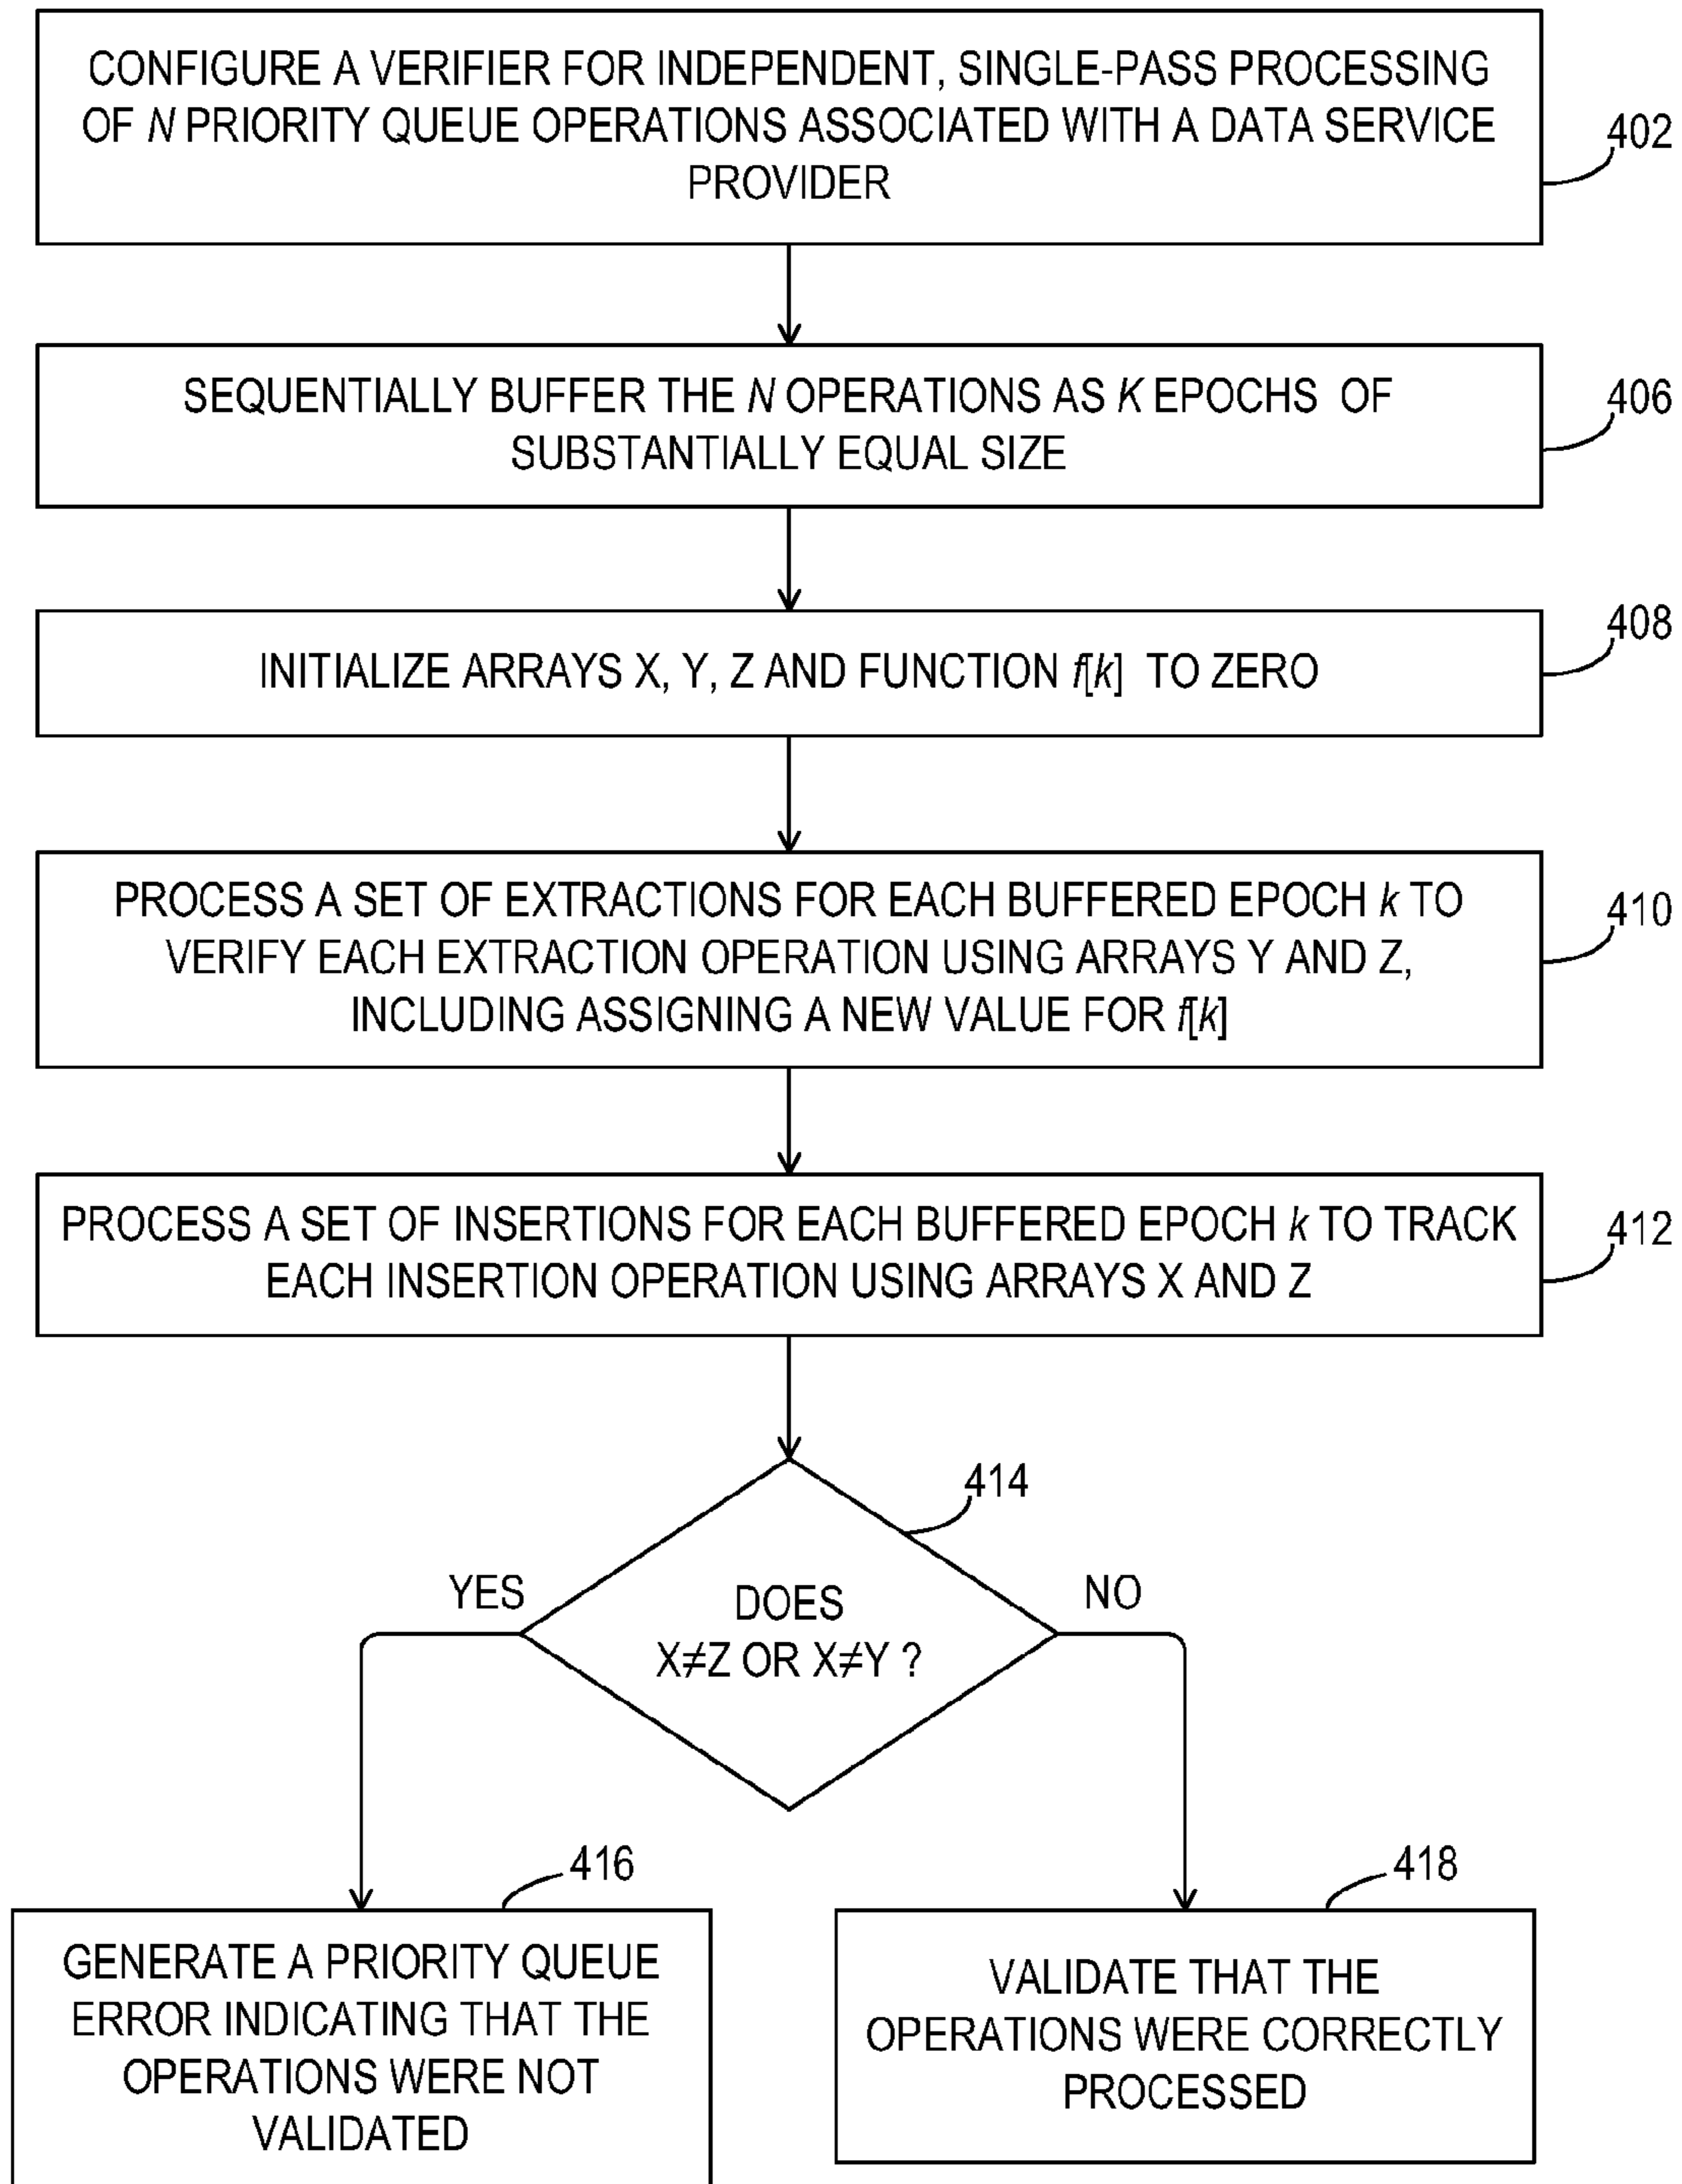 CONFIGURE A VERIFIER FOR INDEPENDENT, SINGLE-PASS PROCESSING
OF N PRIORITY QUEUE OPERATIONS ASSOCIATED WITH A DATA SERVICE
PROVIDER
402
SEQUENTIALLY BUFFER THE N OPERATIONS AS K EPOCHS OF
SUBSTANTIALLY EQUAL SIZE
406
INITIALIZE ARRAYS X, Y, Z AND FUNCTION f[k] TO ZERO
408
PROCESS A SET OF EXTRACTIONS FOR EACH BUFFERED EPOCH k TO
VERIFY EACH EXTRACTION OPERATION USING ARRAYS Y AND Z,
INCLUDING ASSIGNING A NEW VALUE FOR f[k]
410
PROCESS A SET OF INSERTIONS FOR EACH BUFFERED EPOCH k TO TRACK
EACH INSERTION OPERATION USING ARRAYS X AND Z
412
414
YES
DOES
X≠Z OR X≠Y ?
NO
416
GENERATE A PRIORITY QUEUE
ERROR INDICATING THAT THE
OPERATIONS WERE NOT
VALIDATED
418
VALIDATE THAT THE
OPERATIONS WERE CORRECTLY
PROCESSED